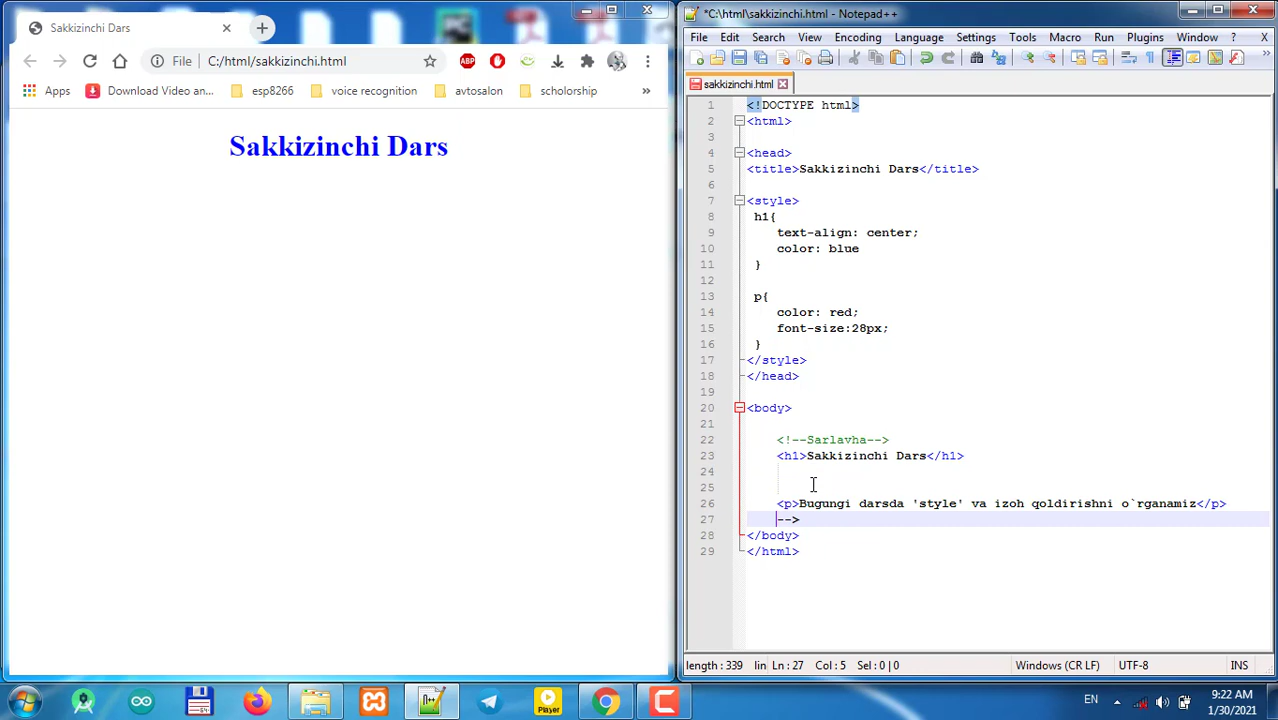 Sakkizinchi Dars
File
C:/html/sakkizinchi.html
ABP
Apps
Download Video an...
esp8266
voice recognition
avtosalon
scholorship
»
Sakkizinchi Dars
*C:\html\sakkizinchi.html - Notepad++
File Edit Search View Encoding Language Settings Tools Macro Run Plugins Window ? X
sakkizinchi.html
1 <!DOCTYPE html>
2 <html>
3
4 <head>
5 <title>Sakkizinchi Dars</title>
6
7 <style>
8 h1{
9 text-align: center;
10 color: blue
11 }
12
13 p{
14 color: red;
15 font-size:28px;
16 }
17 </style>
18 </head>
19
20 <body>
21
22 <!--Sarlavha-->
23 <h1>Sakkizinchi Dars</h1>
24
25
26 <p>Bugungi darsda 'style' va izoh qoldirishni o`rganamiz</p>
27 -->
28 </body>
29 </html>
length : 339 lin Ln : 27 Col : 5 Sel : 0 | 0 Windows (CR LF) UTF-8 INS
Player
EN
9:22 AM
1/30/2021